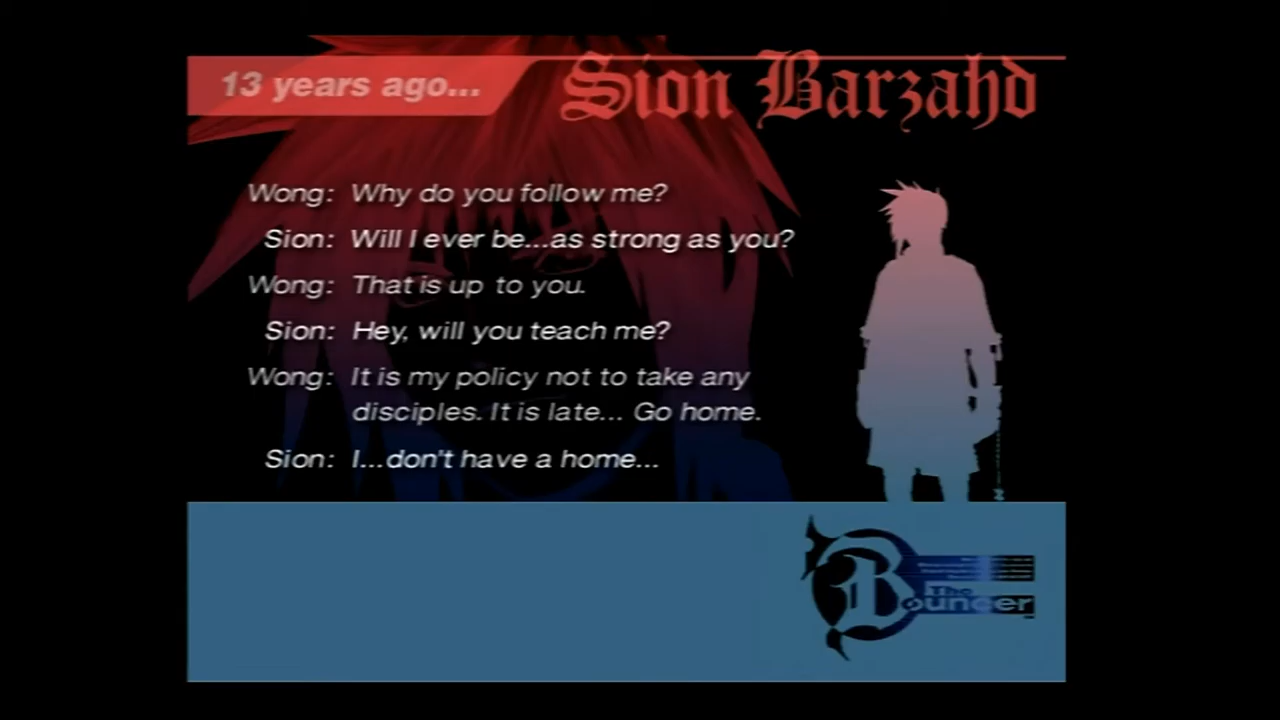 13 years ago...
Sion Barzahd
Wong: Why do you follow me?
Sion: Will I ever be...as strong as you?
Wong: That is up to you.
Sion: Hey, will you teach me?
Wong: It is my policy not to take any
disciples. It is late... Go home.
Sion: I...don't have a home...
B
The
Bouncer